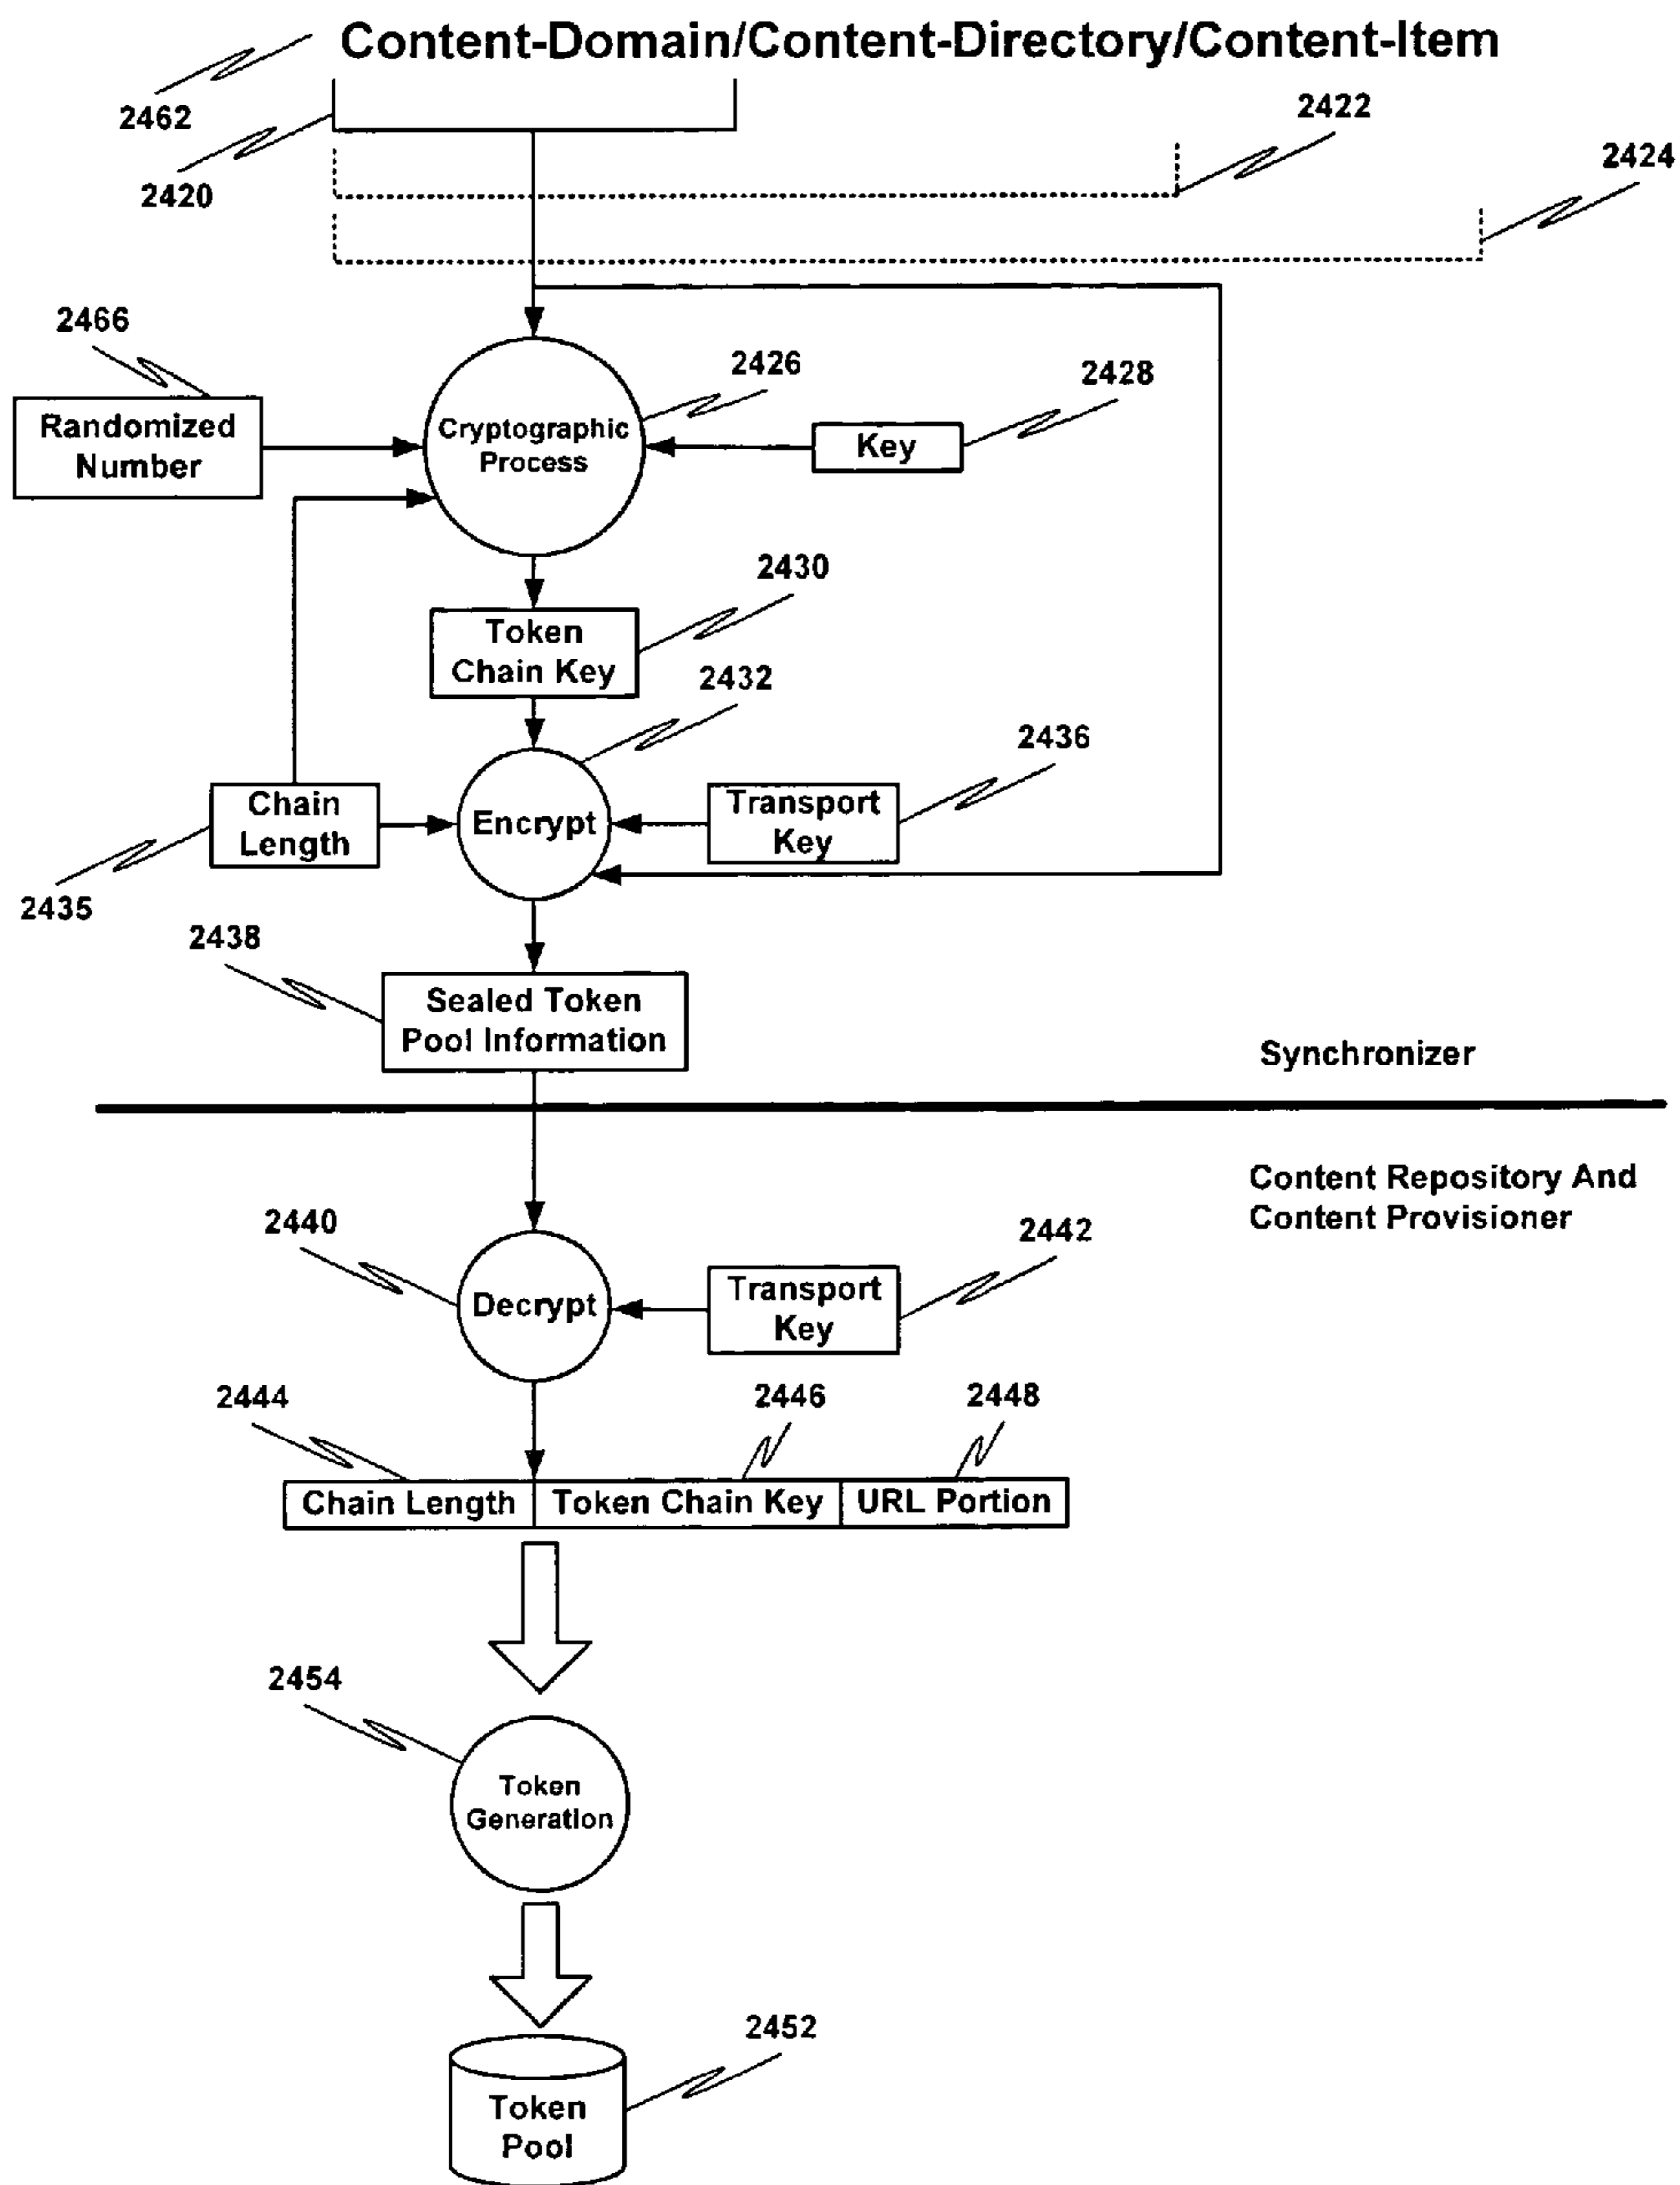 Content-Domain/Content-Directory/Content-Item
2462
2422
2420
2424
2466
2426
2428
Randomized
Number
Cryptographic
Process
Key
2430
Token
Chain Key
2432
2436
Chain
Length
Encrypt
Transport
Key
2435
2438
Sealed Token
Pool Information
Synchronizer
Content Repository And
Content Provisioner
2440
2442
Decrypt
Transport
Key
2444
2446
2448
Chain Length
Token Chain Key
URL Portion
2454
Token
Generation
2452
Token
Pool